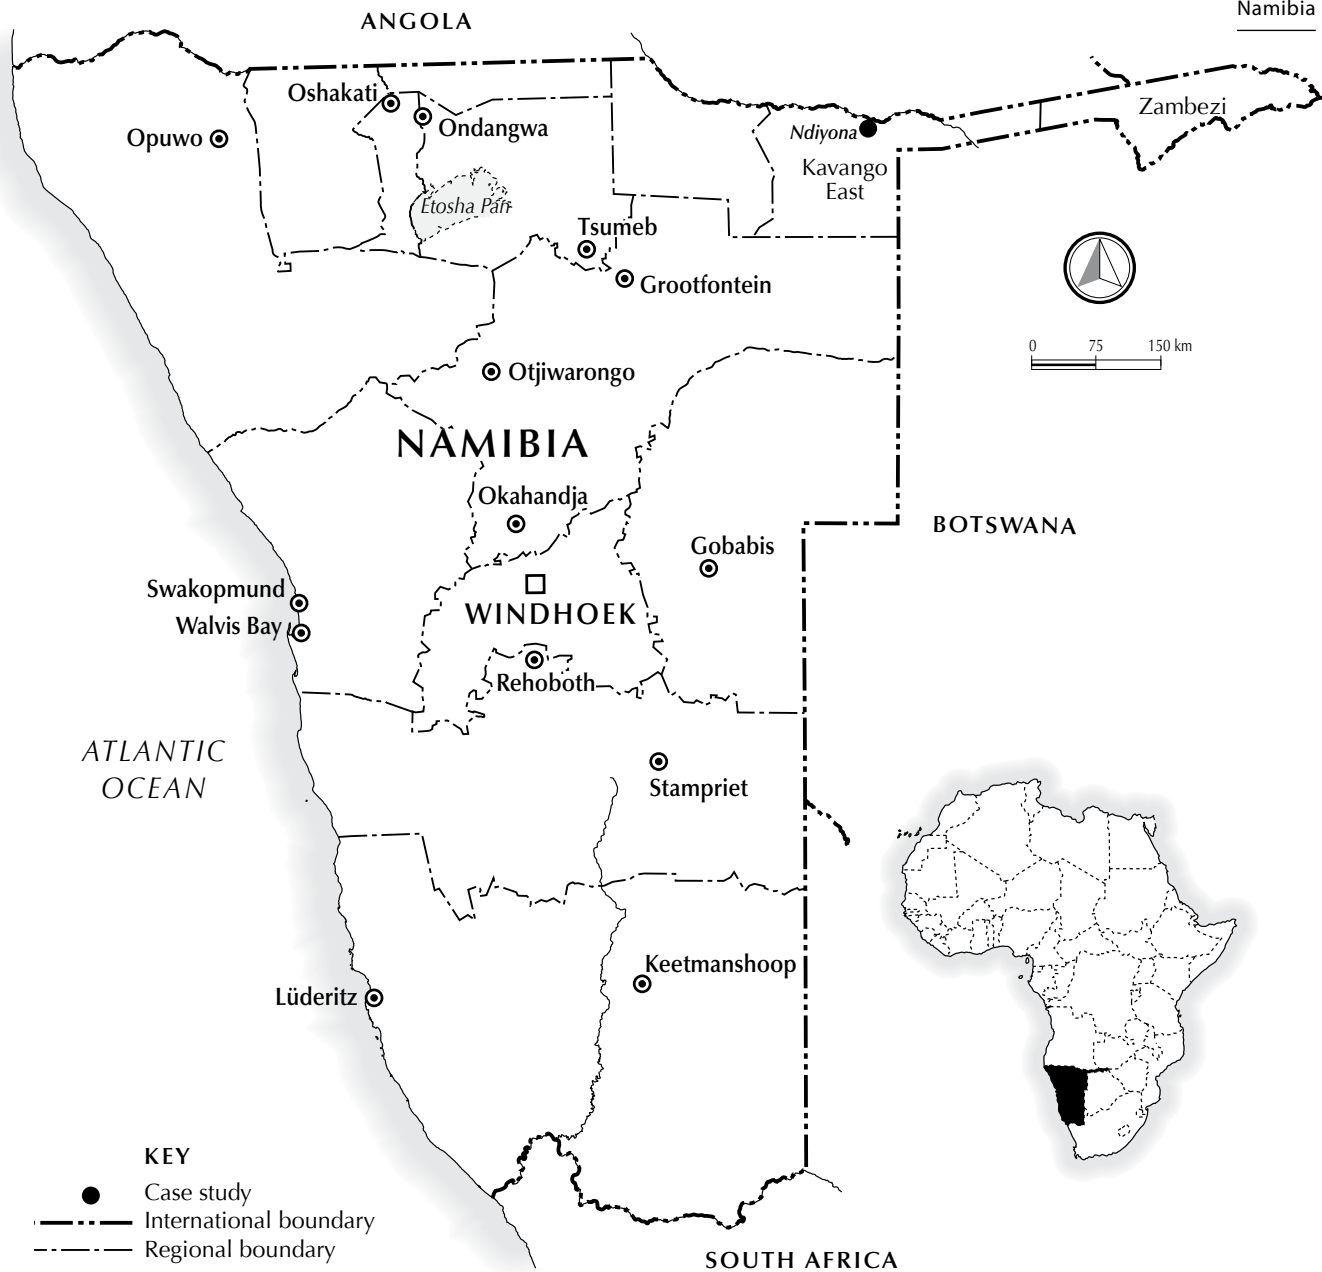 Namibia
ANGOLA
Oshakati
Ondangwa
Opuwo
Zambezi
Ndiyona
Kavango
East
Etosha Pan
Tsumeb
Grootfontein
0 75 150 km
Otjiwarongo
NAMIBIA
Okahandja
BOTSWANA
Gobabis
Swakopmund
WINDHOEK
Walvis Bay
Rehoboth
ATLANTIC
OCEAN
Stampriet
Keetmanshoop
Lüderitz
KEY
Case study
International boundary
Regional boundary
SOUTH AFRICA